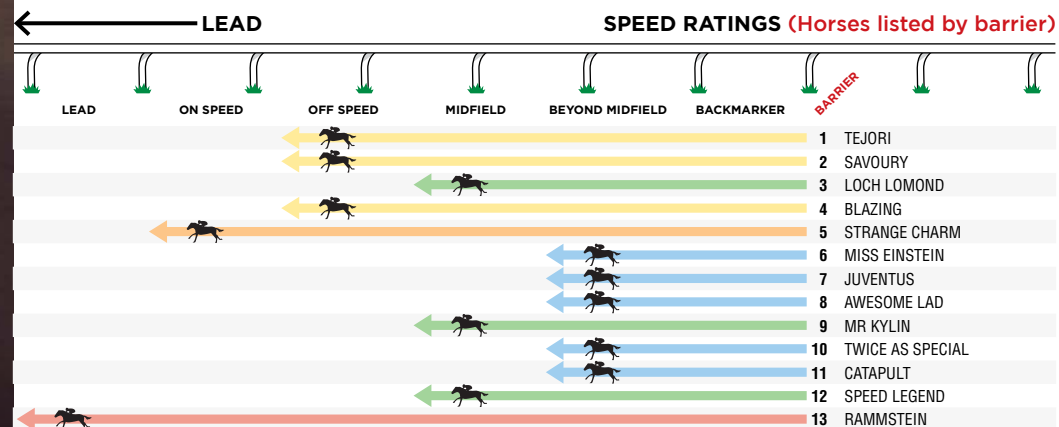 LEAD SPEED RATINGS (Horses listed by barrier)
LEAD ON SPEED OFF SPEED MIDFIELD BEYOND MIDFIELD BACKMARKER BARRIER
1 TEJORI
2 SAVOURY
3 LOCH LOMOND
4 BLAZING
5 STRANGE CHARM
6 MISS EINSTEIN
7 JUVENTUS
8 AWESOME LAD
9 MR KYLIN
10 TWICE AS SPECIAL
11 CATAPULT
12 SPEED LEGEND
13 RAMMSTEIN